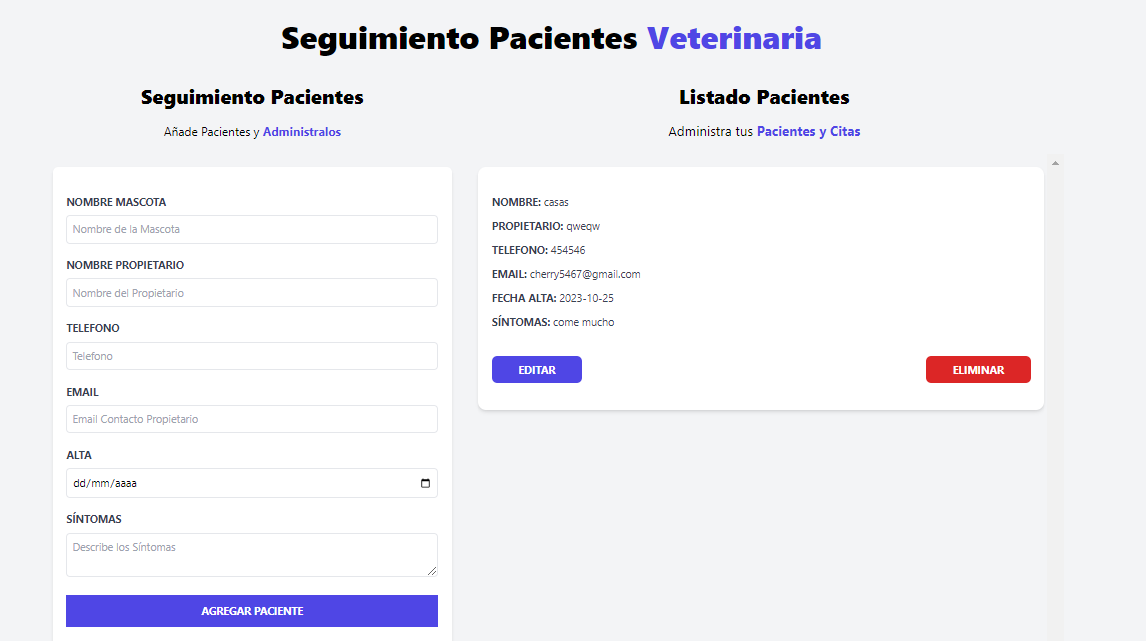 Seguimiento Pacientes Veterinaria
Seguimiento Pacientes
Añade Pacientes y Administralos
NOMBRE MASCOTA
Nombre de la Mascota
NOMBRE PROPIETARIO
Nombre del Propietario
TELEFONO
Telefono
EMAIL
Email Contacto Propietario
ALTA
dd/mm/aaaa
SÍNTOMAS
Describe los Síntomas
AGREGAR PACIENTE
Listado Pacientes
Administra tus Pacientes y Citas
NOMBRE: casas
PROPIETARIO: qweqw
TELEFONO: 454546
EMAIL: cherry5467@gmail.com
FECHA ALTA: 2023-10-25
SÍNTOMAS: come mucho
EDITAR
ELIMINAR